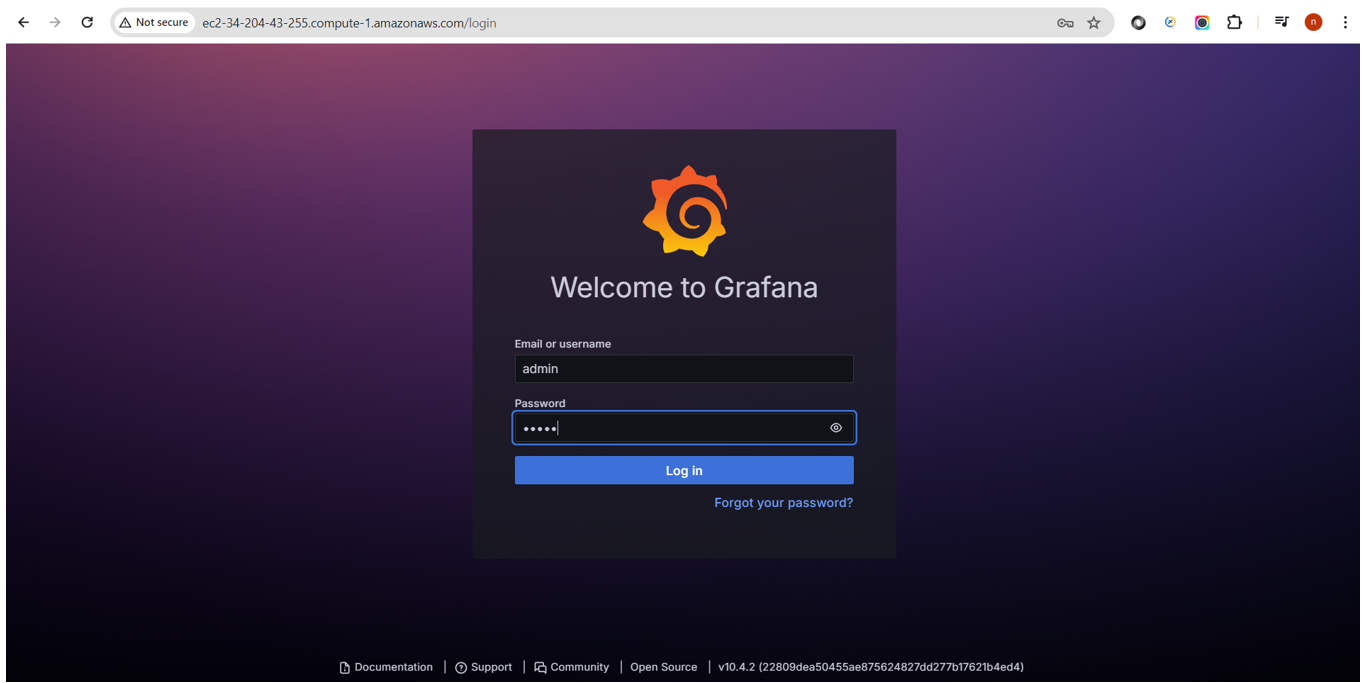 Not secure ec2-34-204-43-255.compute-1.amazonaws.com/login n
Welcome to Grafana
Email or username
admin
Password
•••••
Log in
Forgot your password?
Documentation | Support | Community | Open Source | v10.4.2 (22809dea50455ae875624827dd277b17621b4ed4)